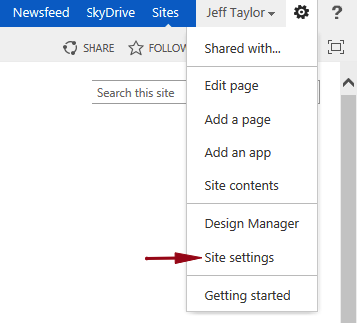 Newsfeed SkyDrive Sites Jeff Taylor ?
SHARE FOLLOW
Shared with...
Search this site
Edit page
Add a page
Add an app
Site contents
Design Manager
Site settings
Getting started